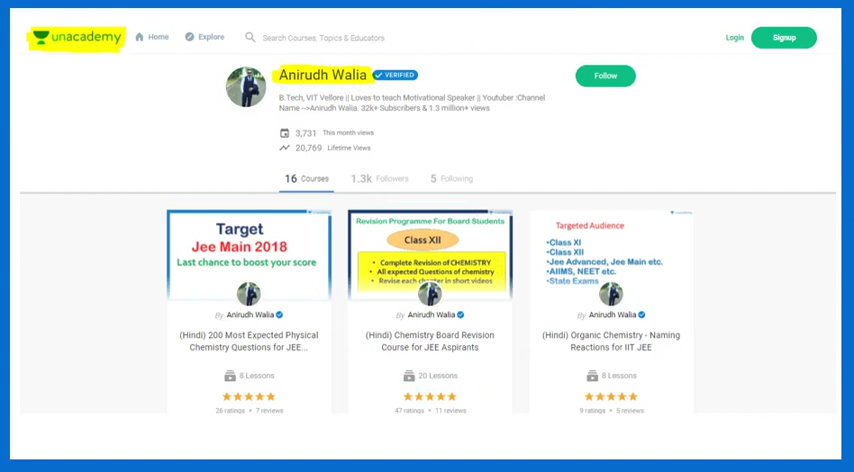 unacademy Home Explore Search Courses, Topics & Educators Login Signup
Anirudh Walia VERIFIED Follow
B.Tech, VIT Vellore || Loves to teach Motivational Speaker || Youtuber :Channel
Name -->Anirudh Walia. 32k+ Subscribers & 1.3 million+ views
3,731 This month views
20,769 Lifetime Views
16 Courses 1.3k Followers 5 Following
Target
Jee Main 2018
Last chance to boost your score
By Anirudh Walia
(Hindi) 200 Most Expected Physical
Chemistry Questions for JEE...
8 Lessons
26 ratings • 7 reviews
Revision Programme For Board Students
Class XII
• Complete Revision of CHEMISTRY
• All expected Questions of chemistry
• Revise each chapter in short videos
By Anirudh Walia
(Hindi) Chemistry Board Revision
Course for JEE Aspirants
20 Lessons
47 ratings • 11 reviews
Targeted Audience
•Class XI
•Class XII
•Jee Advanced, Jee Main etc.
•AIIMS, NEET etc.
•State Exams
By Anirudh Walia
(Hindi) Organic Chemistry - Naming
Reactions for IIT JEE
8 Lessons
9 ratings • 5 reviews